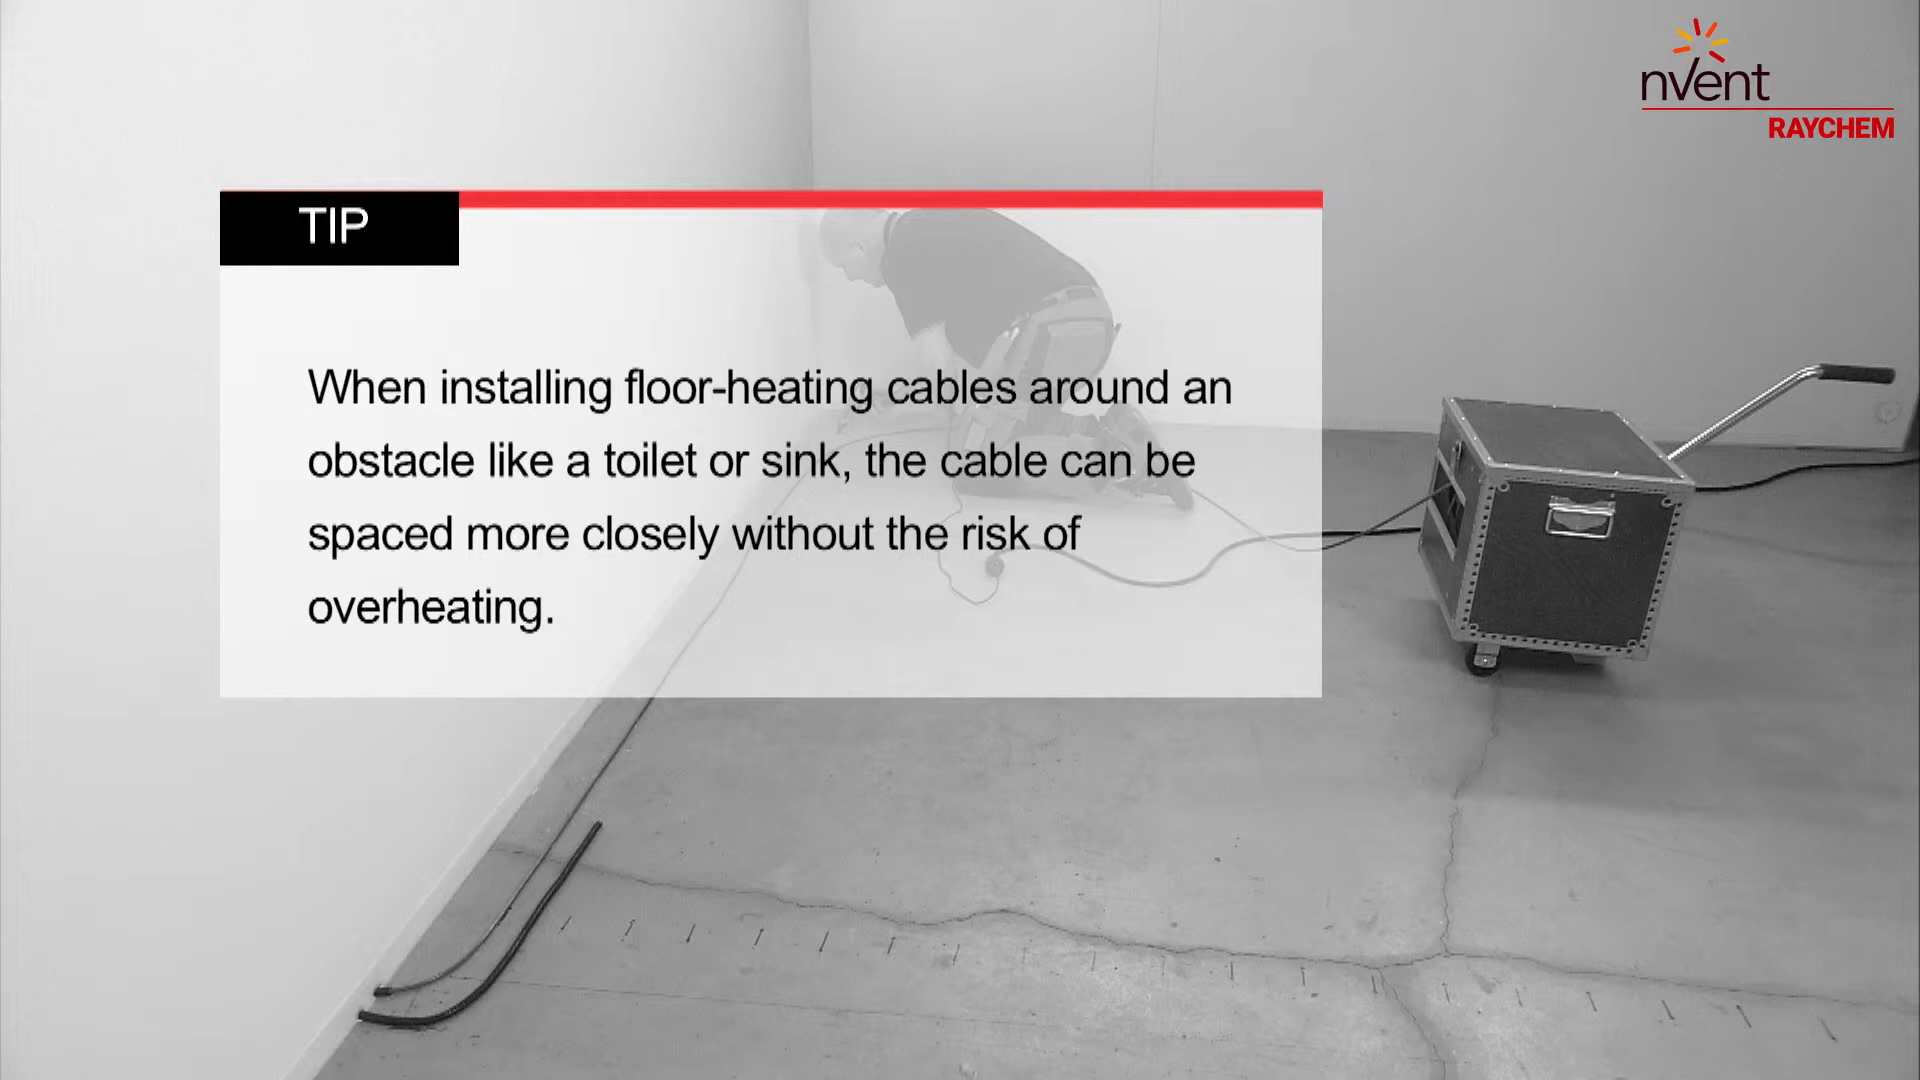 nvent
RAYCHEM
TIP
When installing floor-heating cables around an
obstacle like a toilet or sink, the cable can be
spaced more closely without the risk of
overheating.